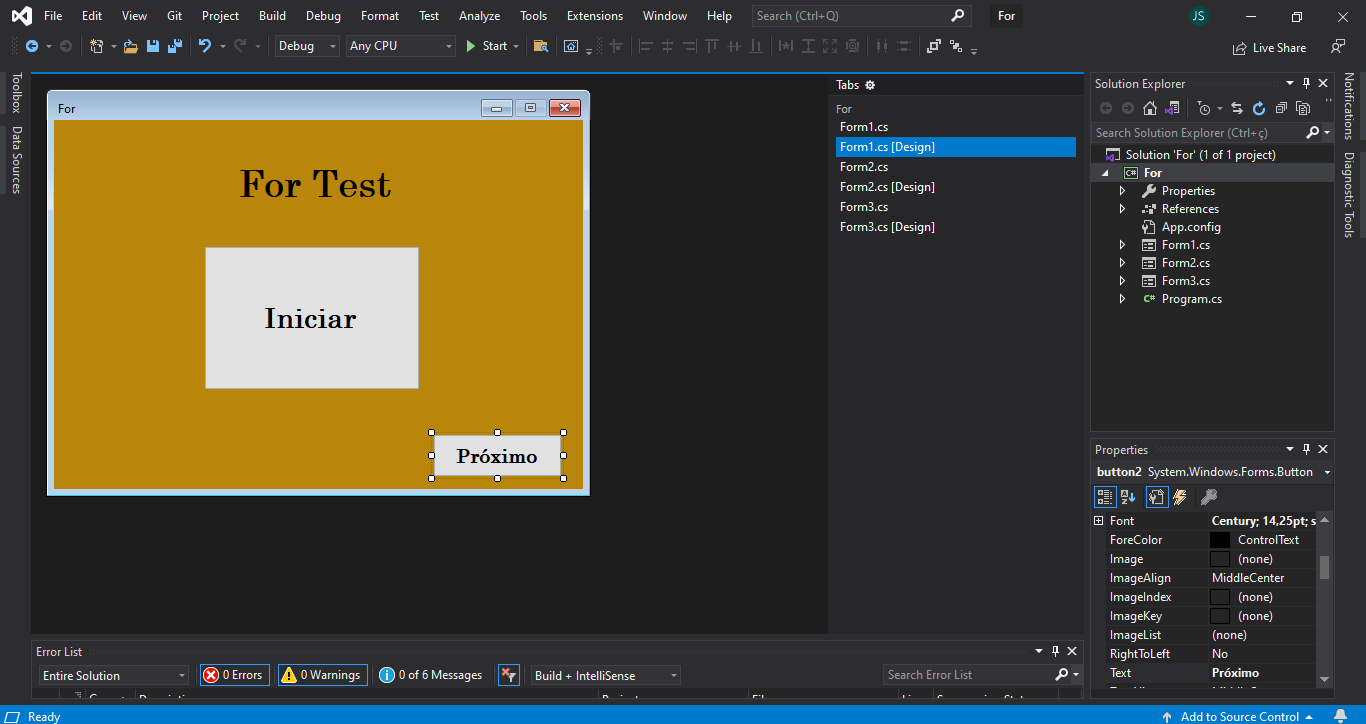 File Edit View Git Project Build Debug Format Test Analyze Tools Extensions Window Help Search (Ctrl+Q) For JS
Debug Any CPU Start Live Share
Toolbox
Data Sources
For
For Test
Iniciar
Próximo
Tabs
For
Form1.cs
Form1.cs [Design]
Form2.cs
Form2.cs [Design]
Form3.cs
Form3.cs [Design]
Solution Explorer
Search Solution Explorer (Ctrl+ç)
Solution 'For' (1 of 1 project)
C# For
Properties
References
App.config
Form1.cs
Form2.cs
Form3.cs
C# Program.cs
Notifications
Diagnostic Tools
Properties
button2 System.Windows.Forms.Button
Font Century; 14,25pt; s
ForeColor ControlText
Image (none)
ImageAlign MiddleCenter
ImageIndex (none)
ImageKey (none)
ImageList (none)
RightToLeft No
Text Próximo
Error List
Entire Solution 0 Errors 0 Warnings 0 of 6 Messages Build + IntelliSense Search Error List
Ready Add to Source Control